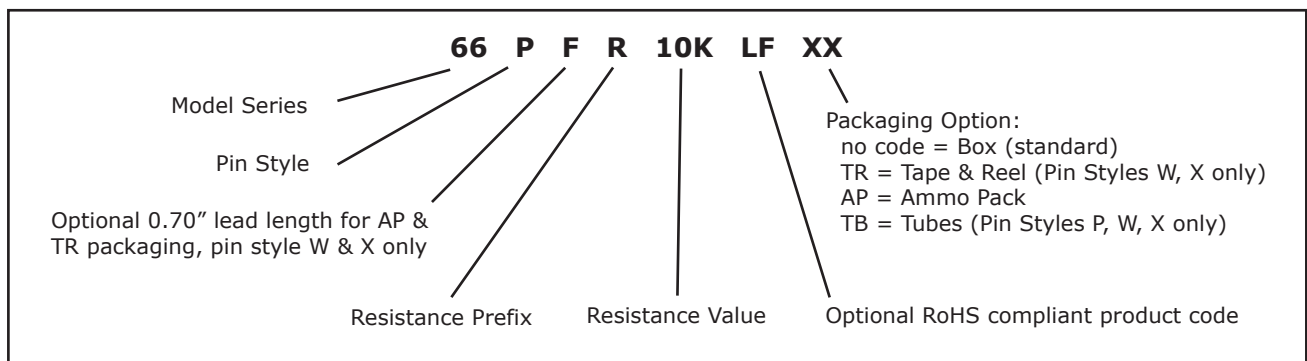 66 P F R 10K LF XX
Model Series
Pin Style
Optional 0.70” lead length for AP &
TR packaging, pin style W & X only
Resistance Prefix
Resistance Value
Optional RoHS compliant product code
Packaging Option:
no code = Box (standard)
TR = Tape & Reel (Pin Styles W, X only)
AP = Ammo Pack
TB = Tubes (Pin Styles P, W, X only)